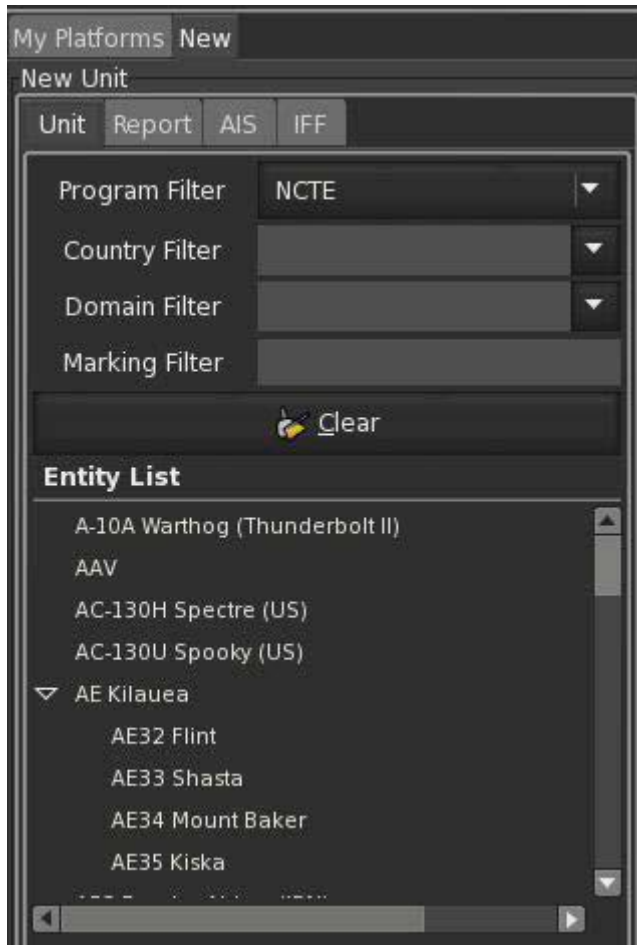 My Platforms New
New Unit
Unit Report AIS IFF
Program Filter NCTE
Country Filter
Domain Filter
Marking Filter
Clear
Entity List
A-10A Warthog (Thunderbolt II)
AAV
AC-130H Spectre (US)
AC-130U Spooky (US)
AE Kilauea
AE32 Flint
AE33 Shasta
AE34 Mount Baker
AE35 Kiska